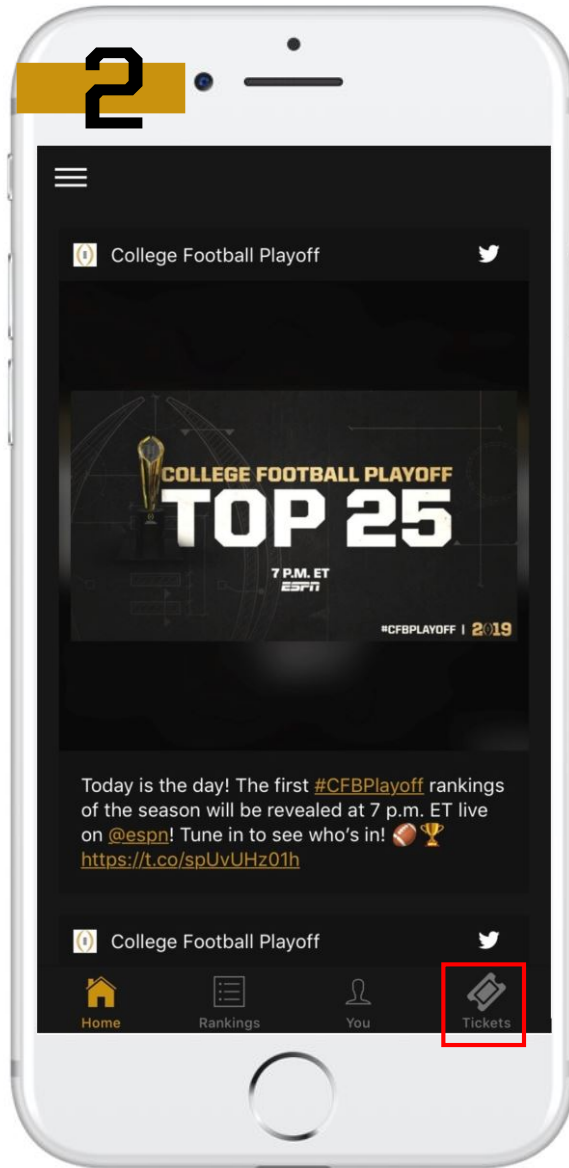 2
College Football Playoff
COLLEGE FOOTBALL PLAYOFF
TOP 25
7 P.M. ET
ESPN
#CFBPLAYOFF | 2019
Today is the day! The first #CFBPlayoff rankings
of the season will be revealed at 7 p.m. ET live
on @espn! Tune in to see who's in! 🏈🏆
https://t.co/spUvUHz01h
College Football Playoff
Home Rankings You Tickets